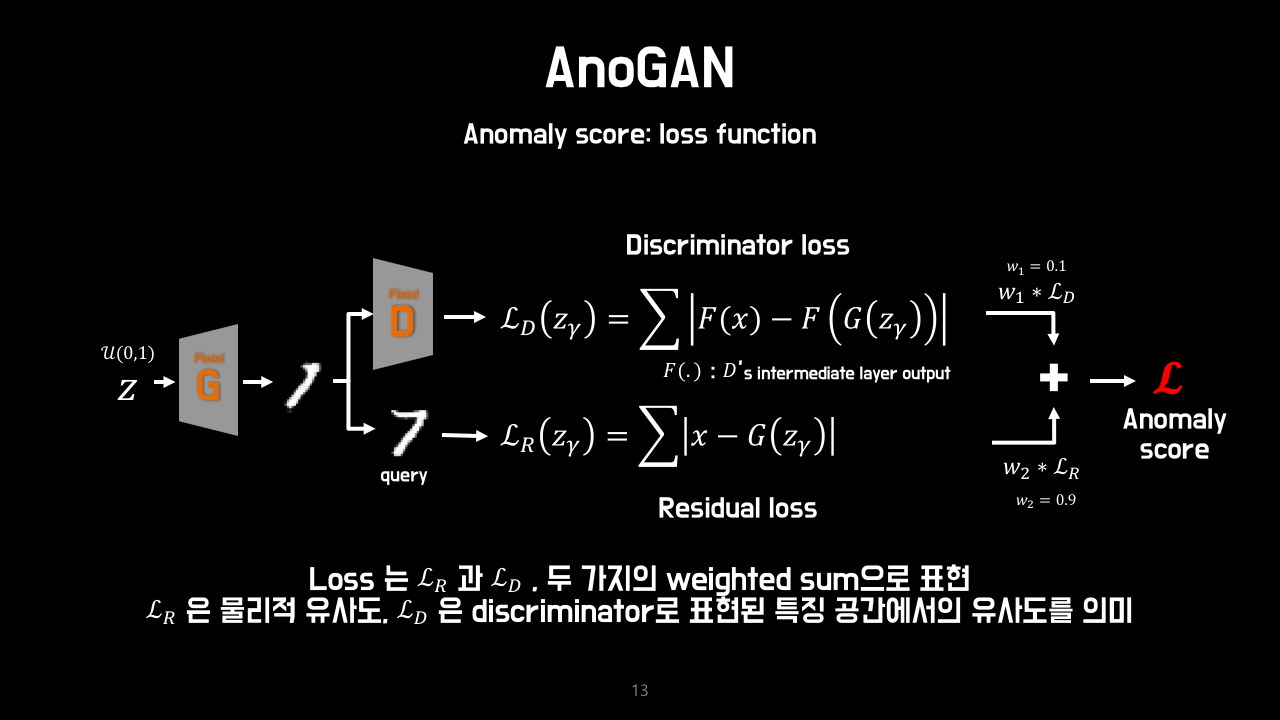 AnoGAN
Anomaly score: loss function
Discriminator loss
𝓤(0,1)
z
Fixed
G
Fixed
D
query
ℒ_D(z_γ) = ∑|F(x) − F(G(z_γ))|
F(.) : D's intermediate layer output
ℒ_R(z_γ) = ∑|x − G(z_γ)|
Residual loss
w₁ = 0.1
w₁ ∗ ℒ_D
+
w₂ ∗ ℒ_R
w₂ = 0.9
ℒ
Anomaly
score
Loss 는 ℒ_R 과 ℒ_D , 두 가지의 weighted sum으로 표현
ℒ_R 은 물리적 유사도, ℒ_D 은 discriminator로 표현된 특징 공간에서의 유사도를 의미
13